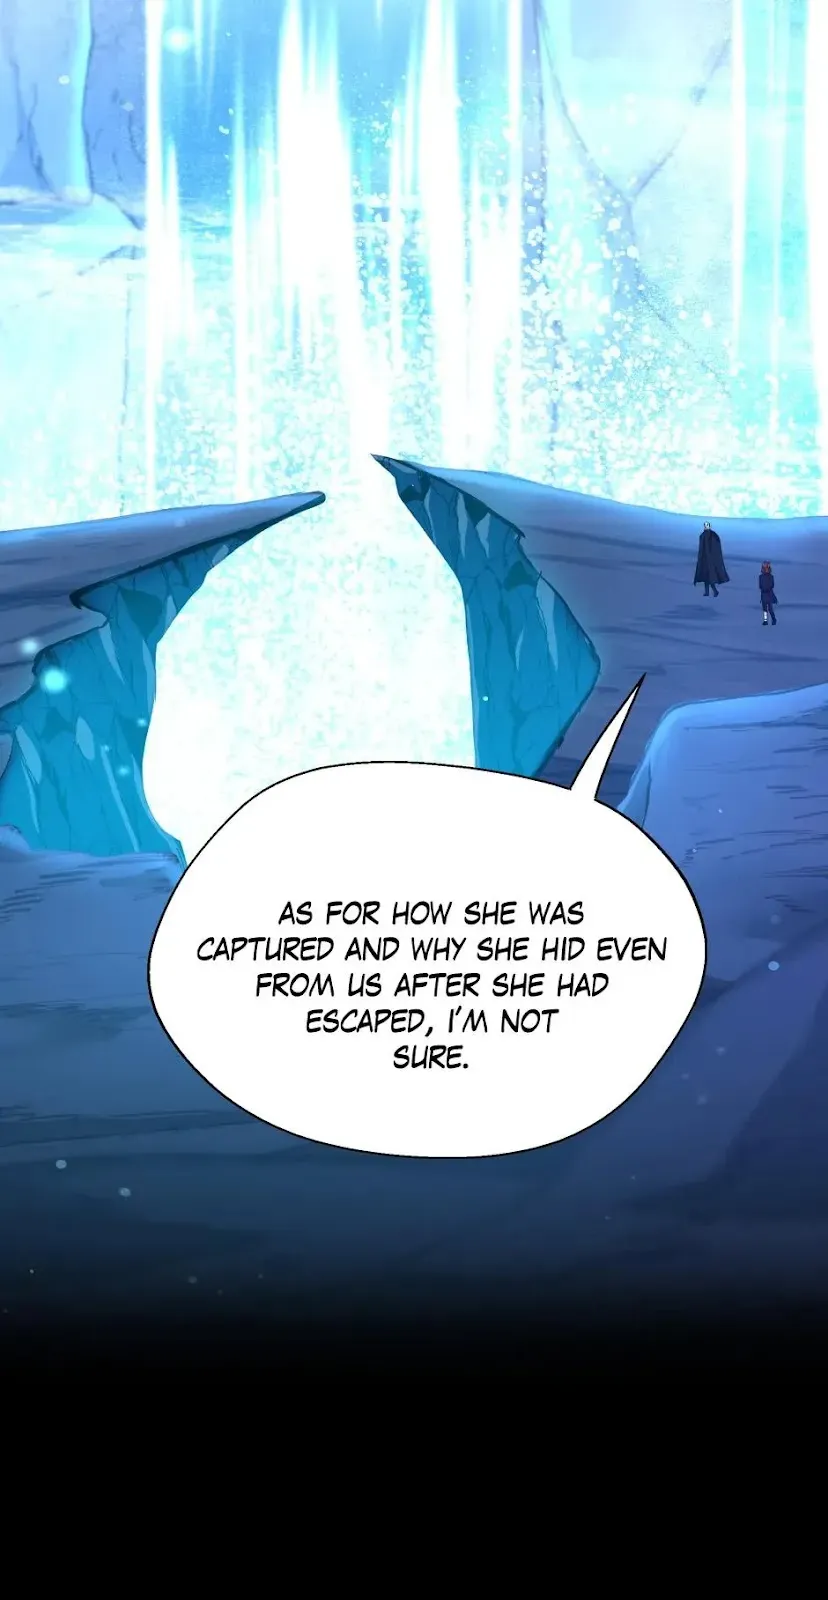 AS FOR HOW SHE WAS
CAPTURED AND WHY SHE HID EVEN
FROM US AFTER SHE HAD
ESCAPED, I'M NOT
SURE.